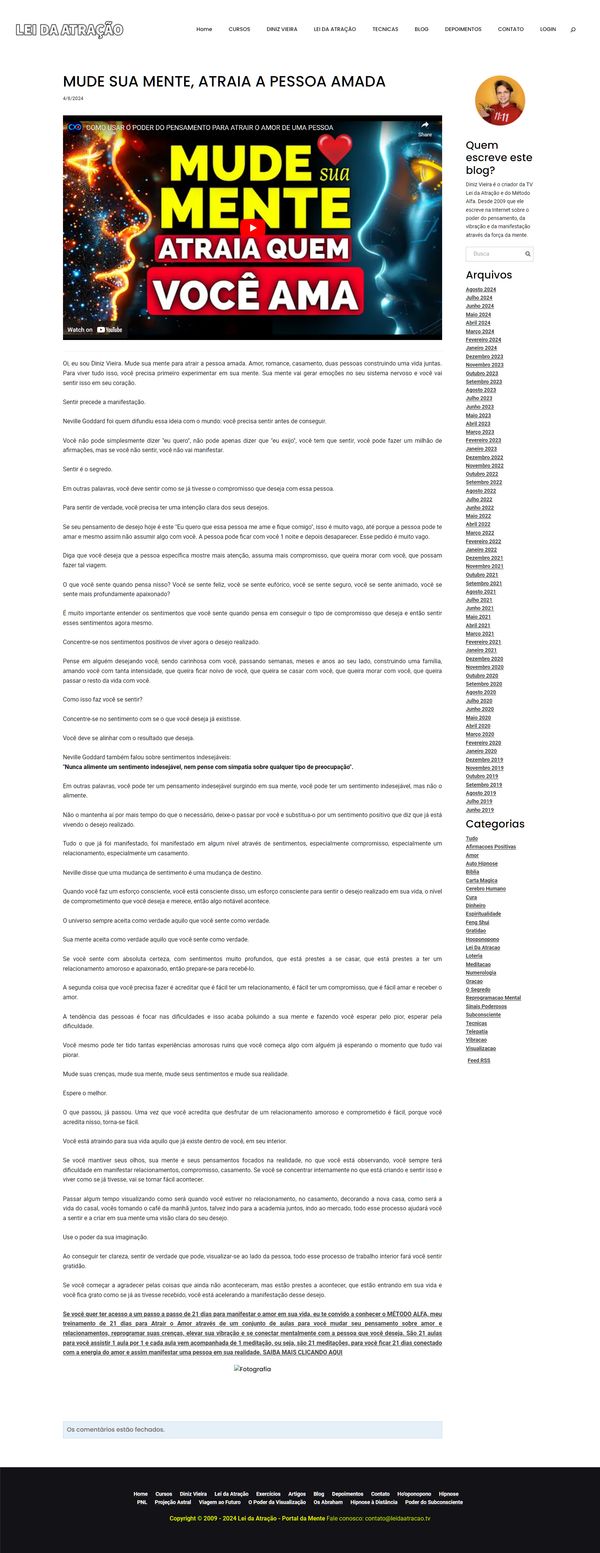 LEI DA ATRAÇÃO
Home CURSOS DINIZ VIEIRA LEI DA ATRAÇÃO TECNICAS BLOG DEPOIMENTOS CONTATO LOGIN
MUDE SUA MENTE, ATRAIA A PESSOA AMADA
4/8/2024
COMO USAR O PODER DO PENSAMENTO PARA ATRAIR O AMOR DE UMA PESSOA
Share
MUDE
sua
MENTE
ATRAIA QUEM
VOCÊ AMA
Watch on YouTube
Oi, eu sou Diniz Vieira. Mude sua mente para atrair a pessoa amada. Amor, romance, casamento, duas pessoas construindo uma vida juntas.
Para viver tudo isso, você precisa primeiro experimentar em sua mente. Sua mente vai gerar emoções no seu sistema nervoso e você vai
sentir isso em seu coração.
Sentir precede a manifestação.
Neville Goddard foi quem difundiu essa ideia com o mundo: você precisa sentir antes de conseguir.
Você não pode simplesmente dizer "eu quero", não pode apenas dizer que "eu exijo", você tem que sentir, você pode fazer um milhão de
afirmações, mas se você não sentir, você não vai manifestar.
Sentir é o segredo.
Em outras palavras, você deve sentir como se já tivesse o compromisso que deseja com essa pessoa.
Para sentir de verdade, você precisa ter uma intenção clara dos seus desejos.
Se seu pensamento de desejo hoje é este "Eu quero que essa pessoa me ame e fique comigo", isso é muito vago, até porque a pessoa pode te
amar e mesmo assim não assumir algo com você. A pessoa pode ficar com você 1 noite e depois desaparecer. Esse pedido é muito vago.
Diga que você deseja que a pessoa específica mostre mais atenção, assuma mais compromisso, que queira morar com você, que possam
fazer tal viagem.
O que você sente quando pensa nisso? Você se sente feliz, você se sente eufórico, você se sente seguro, você se sente animado, você se
sente mais profundamente apaixonado?
É muito importante entender os sentimentos que você sente quando pensa em conseguir o tipo de compromisso que deseja e então sentir
esses sentimentos agora mesmo.
Concentre-se nos sentimentos positivos de viver agora o desejo realizado.
Pense em alguém desejando você, sendo carinhosa com você, passando semanas, meses e anos ao seu lado, construindo uma família,
amando você com tanta intensidade, que queira ficar noivo de você, que queira se casar com você, que queira morar com você, que queira
passar o resto da vida com você.
Como isso faz você se sentir?
Concentre-se no sentimento com se o que você deseja já existisse.
Você deve se alinhar com o resultado que deseja.
Neville Goddard também falou sobre sentimentos indesejáveis:
"Nunca alimente um sentimento indesejável, nem pense com simpatia sobre qualquer tipo de preocupação".
Em outras palavras, você pode ter um pensamento indesejável surgindo em sua mente, você pode ter um sentimento indesejável, mas não o
alimente.
Não o mantenha aí por mais tempo do que o necessário, deixe-o passar por você e substitua-o por um sentimento positivo que diz que já está
vivendo o desejo realizado.
Tudo o que já foi manifestado, foi manifestado em algum nível através de sentimentos, especialmente compromisso, especialmente um
relacionamento, especialmente um casamento.
Neville disse que uma mudança de sentimento é uma mudança de destino.
Quando você faz um esforço consciente, você está consciente disso, um esforço consciente para sentir o desejo realizado em sua vida, o nível
de comprometimento que você deseja e merece, então algo notável acontece.
O universo sempre aceita como verdade aquilo que você sente como verdade.
Sua mente aceita como verdade aquilo que você sente como verdade.
Se você sente com absoluta certeza, com sentimentos muito profundos, que está prestes a se casar, que está prestes a ter um
relacionamento amoroso e apaixonado, então prepare-se para recebê-lo.
A segunda coisa que você precisa fazer é acreditar que é fácil ter um relacionamento, é fácil ter um compromisso, que é fácil amar e receber o
amor.
A tendência das pessoas é focar nas dificuldades e isso acaba poluindo a sua mente e fazendo você esperar pelo pior, esperar pela
dificuldade.
Você mesmo pode ter tido tantas experiências amorosas ruins que você começa algo com alguém já esperando o momento que tudo vai
piorar.
Mude suas crenças, mude sua mente, mude seus sentimentos e mude sua realidade.
Espere o melhor.
O que passou, já passou. Uma vez que você acredita que desfrutar de um relacionamento amoroso e comprometido é fácil, porque você
acredita nisso, torna-se fácil.
Você está atraindo para sua vida aquilo que já existe dentro de você, em seu interior.
Se você mantiver seus olhos, sua mente e seus pensamentos focados na realidade, no que você está observando, você sempre terá
dificuldade em manifestar relacionamentos, compromisso, casamento. Se você se concentrar internamente no que está criando e sentir isso e
viver como se já tivesse, vai se tornar fácil acontecer.
Passar algum tempo visualizando como será quando você estiver no relacionamento, no casamento, decorando a nova casa, como será a
vida do casal, vocês tomando o café da manhã juntos, talvez indo para a academia juntos, indo ao mercado, todo esse processo ajudará você
a sentir e a criar em sua mente uma visão clara do seu desejo.
Use o poder da sua imaginação.
Ao conseguir ter clareza, sentir de verdade que pode, visualizar-se ao lado da pessoa, todo esse processo de trabalho interior fará você sentir
gratidão.
Se você começar a agradecer pelas coisas que ainda não aconteceram, mas estão prestes a acontecer, que estão entrando em sua vida e
você fica grato como se já as tivesse recebido, você está acelerando a manifestação desse desejo.
Se você quer ter acesso a um passo a passo de 21 dias para manifestar o amor em sua vida, eu te convido a conhecer o MÉTODO ALFA, meu
treinamento de 21 dias para Atrair o Amor através de um conjunto de aulas para você mudar seu pensamento sobre amor e
relacionamentos, reprogramar suas crenças, elevar sua vibração e se conectar mentalmente com a pessoa que você deseja. São 21 aulas
para você assistir 1 aula por 1 e cada aula vem acompanhada de 1 meditação, ou seja, são 21 meditações, para você ficar 21 dias conectado
com a energia do amor e assim manifestar uma pessoa em sua realidade. SAIBA MAIS CLICANDO AQUI
Fotografia
Os comentários estão fechados.
11:11
Quem
escreve este
blog?
Diniz Vieira é o criador da TV
Lei da Atração e do Método
Alfa. Desde 2009 que ele
escreve na Internet sobre o
poder do pensamento, da
vibração e da manifestação
através da força da mente.
Busca
Arquivos
Agosto 2024
Julho 2024
Junho 2024
Maio 2024
Abril 2024
Março 2024
Fevereiro 2024
Janeiro 2024
Dezembro 2023
Novembro 2023
Outubro 2023
Setembro 2023
Agosto 2023
Julho 2023
Junho 2023
Maio 2023
Abril 2023
Março 2023
Fevereiro 2023
Janeiro 2023
Dezembro 2022
Novembro 2022
Outubro 2022
Setembro 2022
Agosto 2022
Julho 2022
Junho 2022
Maio 2022
Abril 2022
Março 2022
Fevereiro 2022
Janeiro 2022
Dezembro 2021
Novembro 2021
Outubro 2021
Setembro 2021
Agosto 2021
Julho 2021
Junho 2021
Maio 2021
Abril 2021
Março 2021
Fevereiro 2021
Janeiro 2021
Dezembro 2020
Novembro 2020
Outubro 2020
Setembro 2020
Agosto 2020
Julho 2020
Junho 2020
Maio 2020
Abril 2020
Março 2020
Fevereiro 2020
Janeiro 2020
Dezembro 2019
Novembro 2019
Outubro 2019
Setembro 2019
Agosto 2019
Julho 2019
Junho 2019
Categorias
Tudo
Afirmacoes Positivas
Amor
Auto Hipnose
Biblia
Carta Magica
Cerebro Humano
Cura
Dinheiro
Espiritualidade
Feng Shui
Gratidao
Hooponopono
Lei Da Atracao
Loteria
Meditacao
Numerologia
Oracao
O Segredo
Reprogramacao Mental
Sinais Poderosos
Subconsciente
Tecnicas
Telepatia
Vibracao
Visualizacao
Feed RSS
Home Cursos Diniz Vieira Lei da Atração Exercícios Artigos Blog Depoimentos Contato Ho'oponopono Hipnose
PNL Projeção Astral Viagem ao Futuro O Poder da Visualização Os Abraham Hipnose à Distância Poder do Subconsciente
Copyright © 2009 - 2024 Lei da Atração - Portal da Mente Fale conosco: contato@leidaatracao.tv